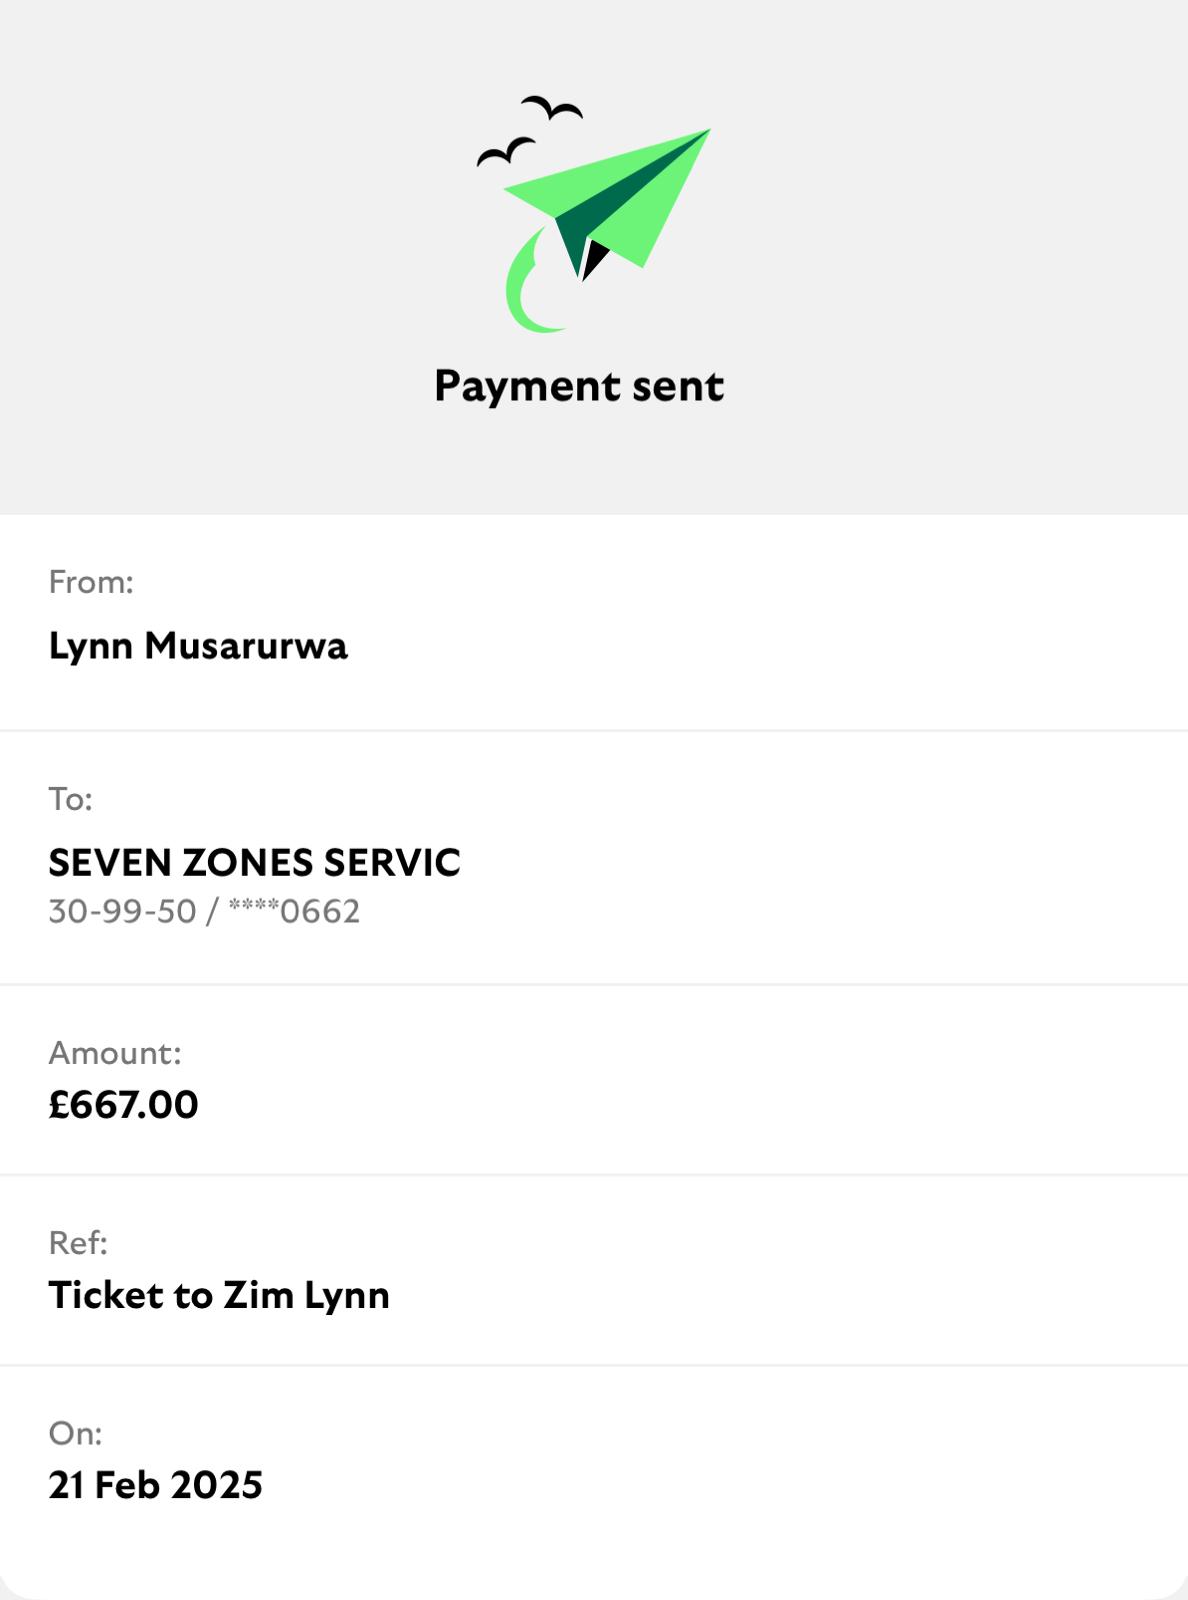 Payment sent
From:
Lynn Musarurwa
To:
SEVEN ZONES SERVIC
30-99-50 / ****0662
Amount:
£667.00
Ref:
Ticket to Zim Lynn
On:
21 Feb 2025